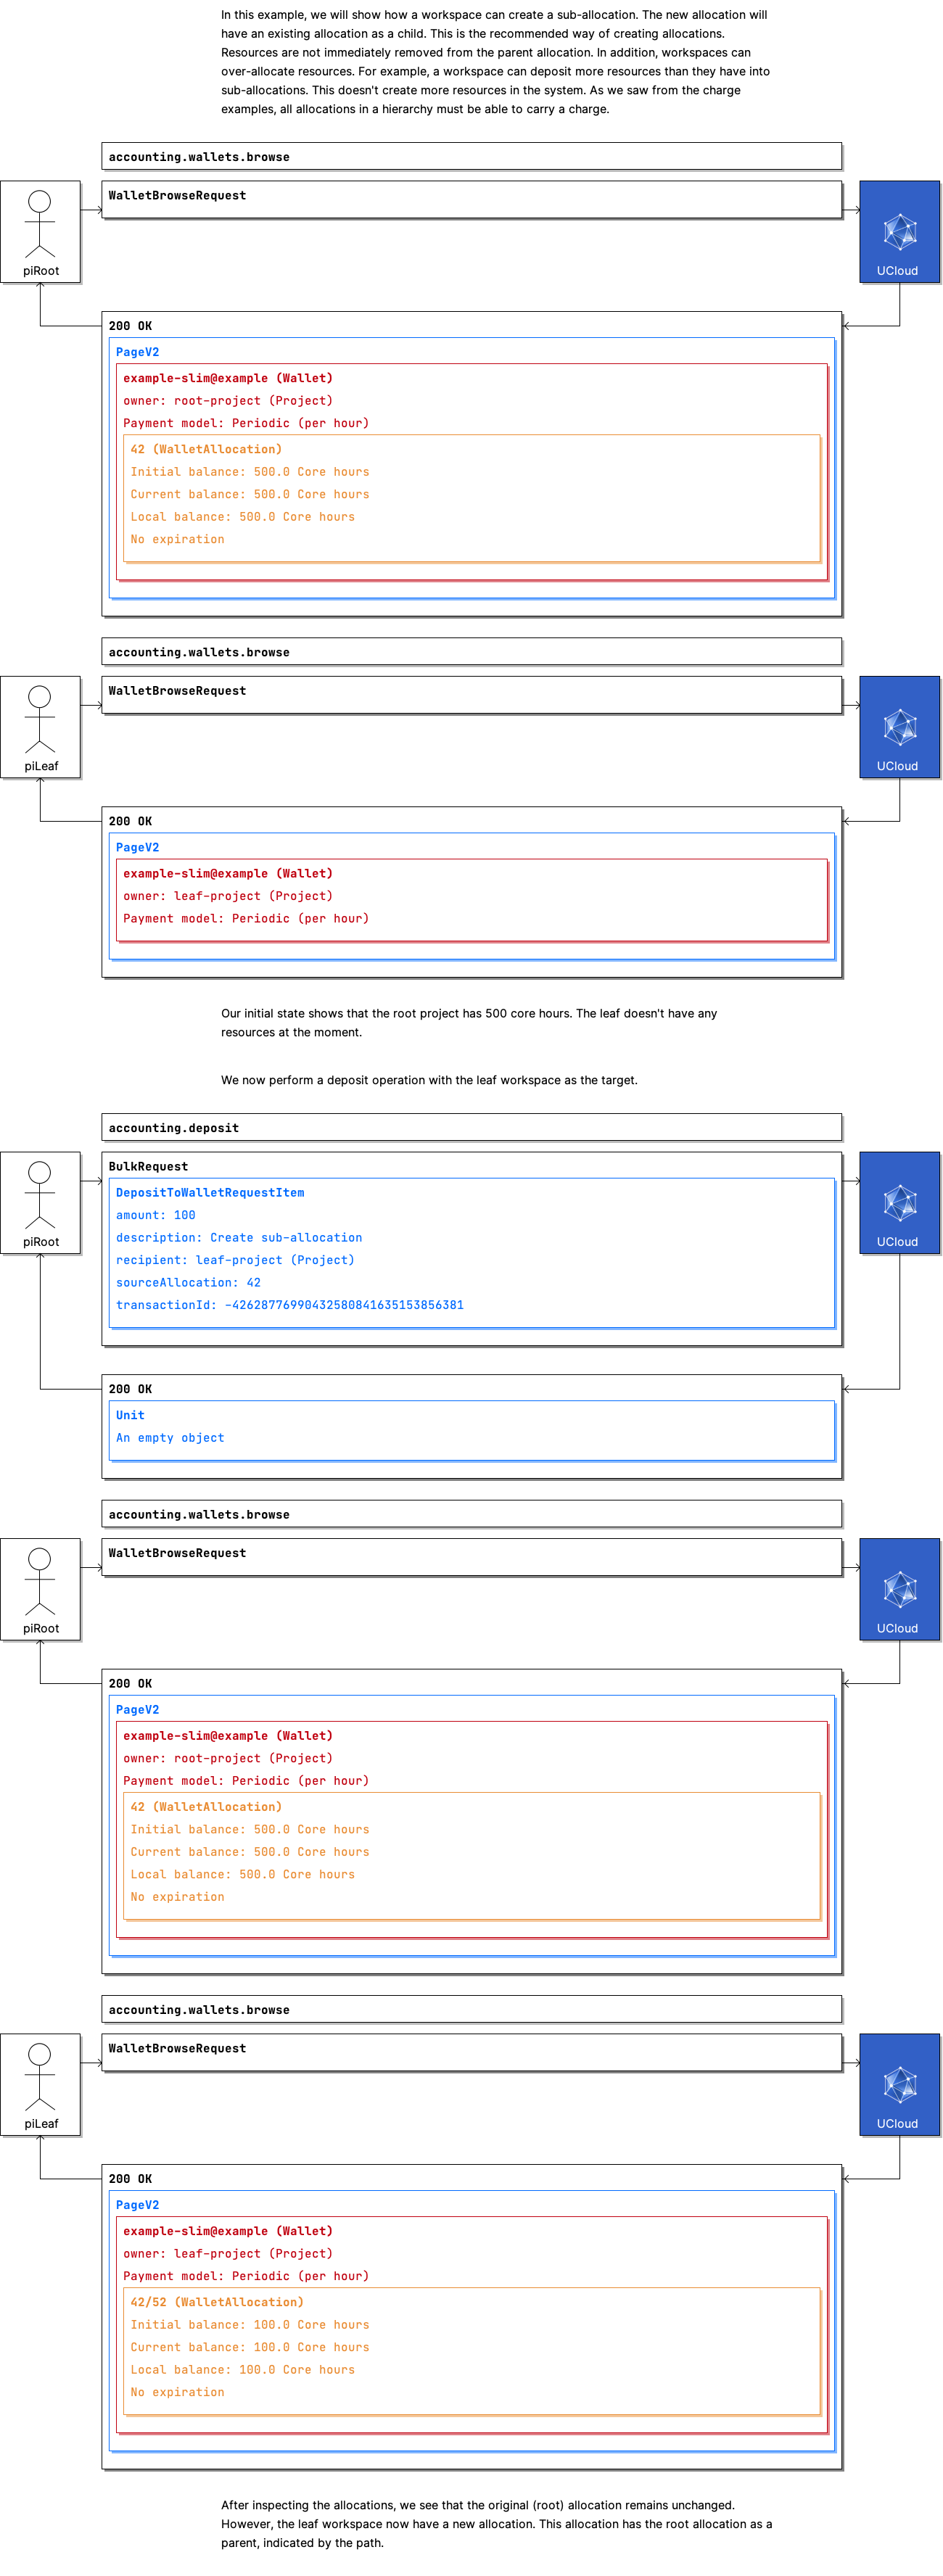 In this example, we will show how a workspace can create a sub-allocation. The new allocation will
have an existing allocation as a child. This is the recommended way of creating allocations.
Resources are not immediately removed from the parent allocation. In addition, workspaces can
over-allocate resources. For example, a workspace can deposit more resources than they have into
sub-allocations. This doesn't create more resources in the system. As we saw from the charge
examples, all allocations in a hierarchy must be able to carry a charge.
accounting.wallets.browse
WalletBrowseRequest
piRoot
UCloud
200 OK
PageV2
example-slim@example (Wallet)
owner: root-project (Project)
Payment model: Periodic (per hour)
42 (WalletAllocation)
Initial balance: 500.0 Core hours
Current balance: 500.0 Core hours
Local balance: 500.0 Core hours
No expiration
accounting.wallets.browse
WalletBrowseRequest
piLeaf
UCloud
200 OK
PageV2
example-slim@example (Wallet)
owner: leaf-project (Project)
Payment model: Periodic (per hour)
Our initial state shows that the root project has 500 core hours. The leaf doesn't have any
resources at the moment.
We now perform a deposit operation with the leaf workspace as the target.
accounting.deposit
BulkRequest
DepositToWalletRequestItem
amount: 100
description: Create sub-allocation
recipient: leaf-project (Project)
sourceAllocation: 42
transactionId: -42628776990432580841635153856381
piRoot
UCloud
200 OK
Unit
An empty object
accounting.wallets.browse
WalletBrowseRequest
piRoot
UCloud
200 OK
PageV2
example-slim@example (Wallet)
owner: root-project (Project)
Payment model: Periodic (per hour)
42 (WalletAllocation)
Initial balance: 500.0 Core hours
Current balance: 500.0 Core hours
Local balance: 500.0 Core hours
No expiration
accounting.wallets.browse
WalletBrowseRequest
piLeaf
UCloud
200 OK
PageV2
example-slim@example (Wallet)
owner: leaf-project (Project)
Payment model: Periodic (per hour)
42/52 (WalletAllocation)
Initial balance: 100.0 Core hours
Current balance: 100.0 Core hours
Local balance: 100.0 Core hours
No expiration
After inspecting the allocations, we see that the original (root) allocation remains unchanged.
However, the leaf workspace now have a new allocation. This allocation has the root allocation as a
parent, indicated by the path.